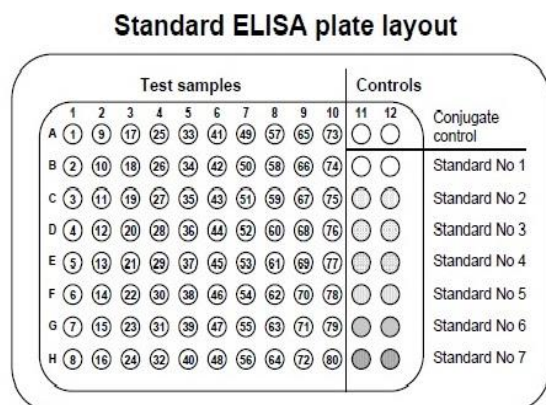 Standard ELISA plate layout
Test samples Controls
1 2 3 4 5 6 7 8 9 10 11 12
A 1 9 17 25 33 41 49 57 65 73 Conjugate control
B 2 10 18 26 34 42 50 58 66 74 Standard No 1
C 3 11 19 27 35 43 51 59 67 75 Standard No 2
D 4 12 20 28 36 44 52 60 68 76 Standard No 3
E 5 13 21 29 37 45 53 61 69 77 Standard No 4
F 6 14 22 30 38 46 54 62 70 78 Standard No 5
G 7 15 23 31 39 47 55 63 71 79 Standard No 6
H 8 16 24 32 40 48 56 64 72 80 Standard No 7